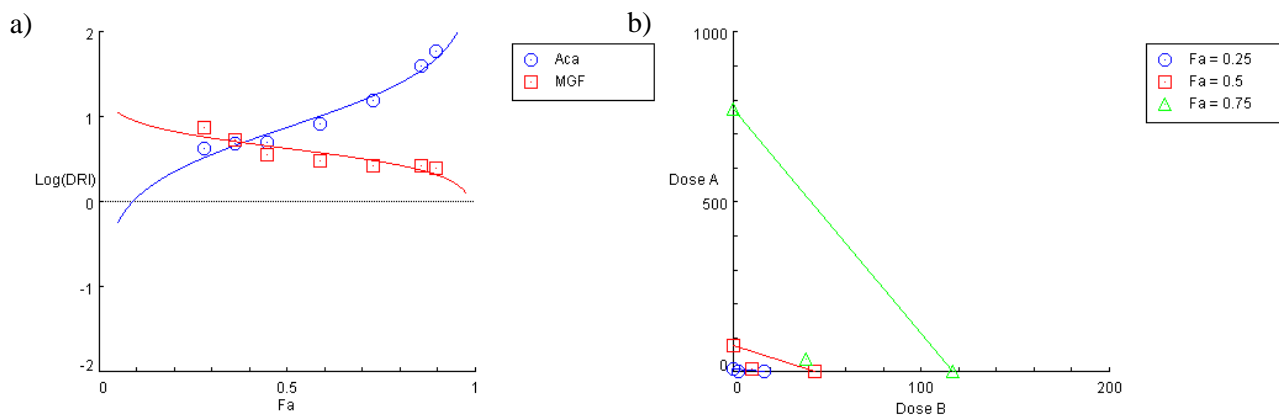 a)
2
1
Log(DRI)
0
-1
-2
0
0.5
1
Fa
Aca
MGF
b)
1000
Dose A
500
0
0
120
200
Dose B
Fa = 0.25
Fa = 0.5
Fa = 0.75